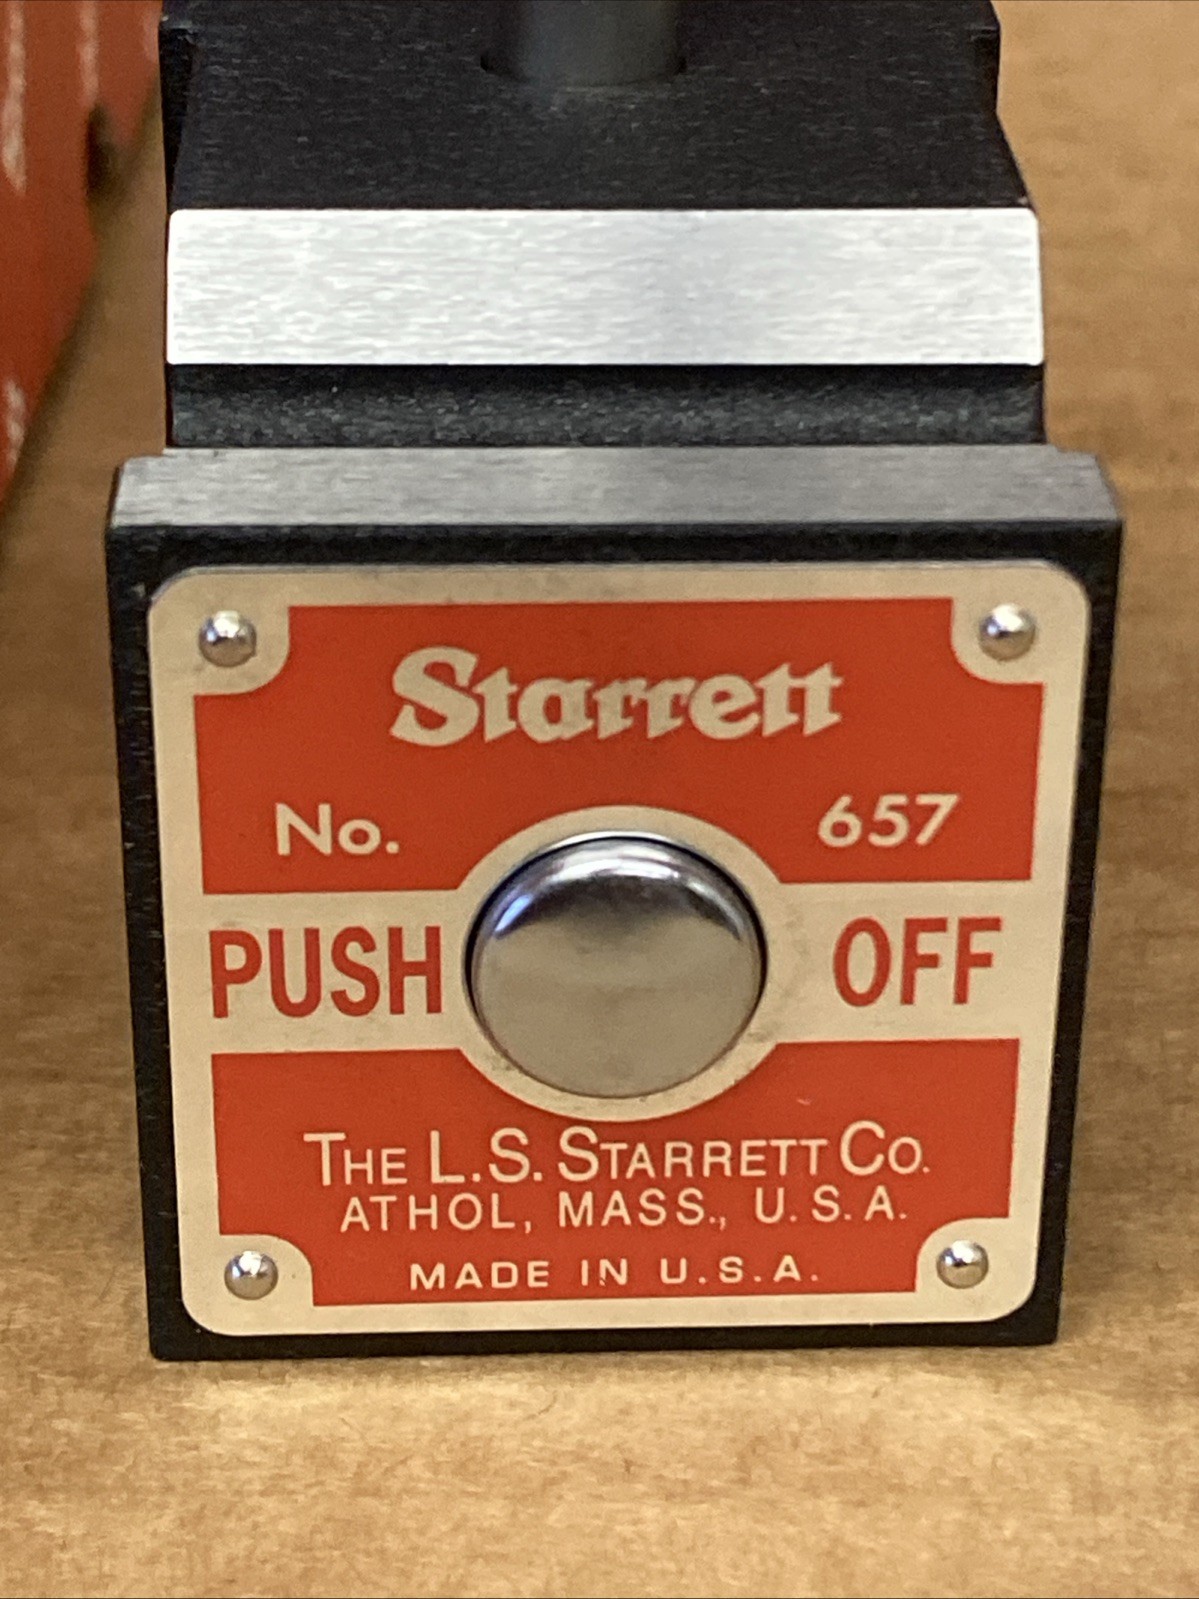 Starrett
No. 657
PUSH OFF
THE L.S. STARRETT CO.
ATHOL, MASS., U.S.A.
MADE IN U.S.A.